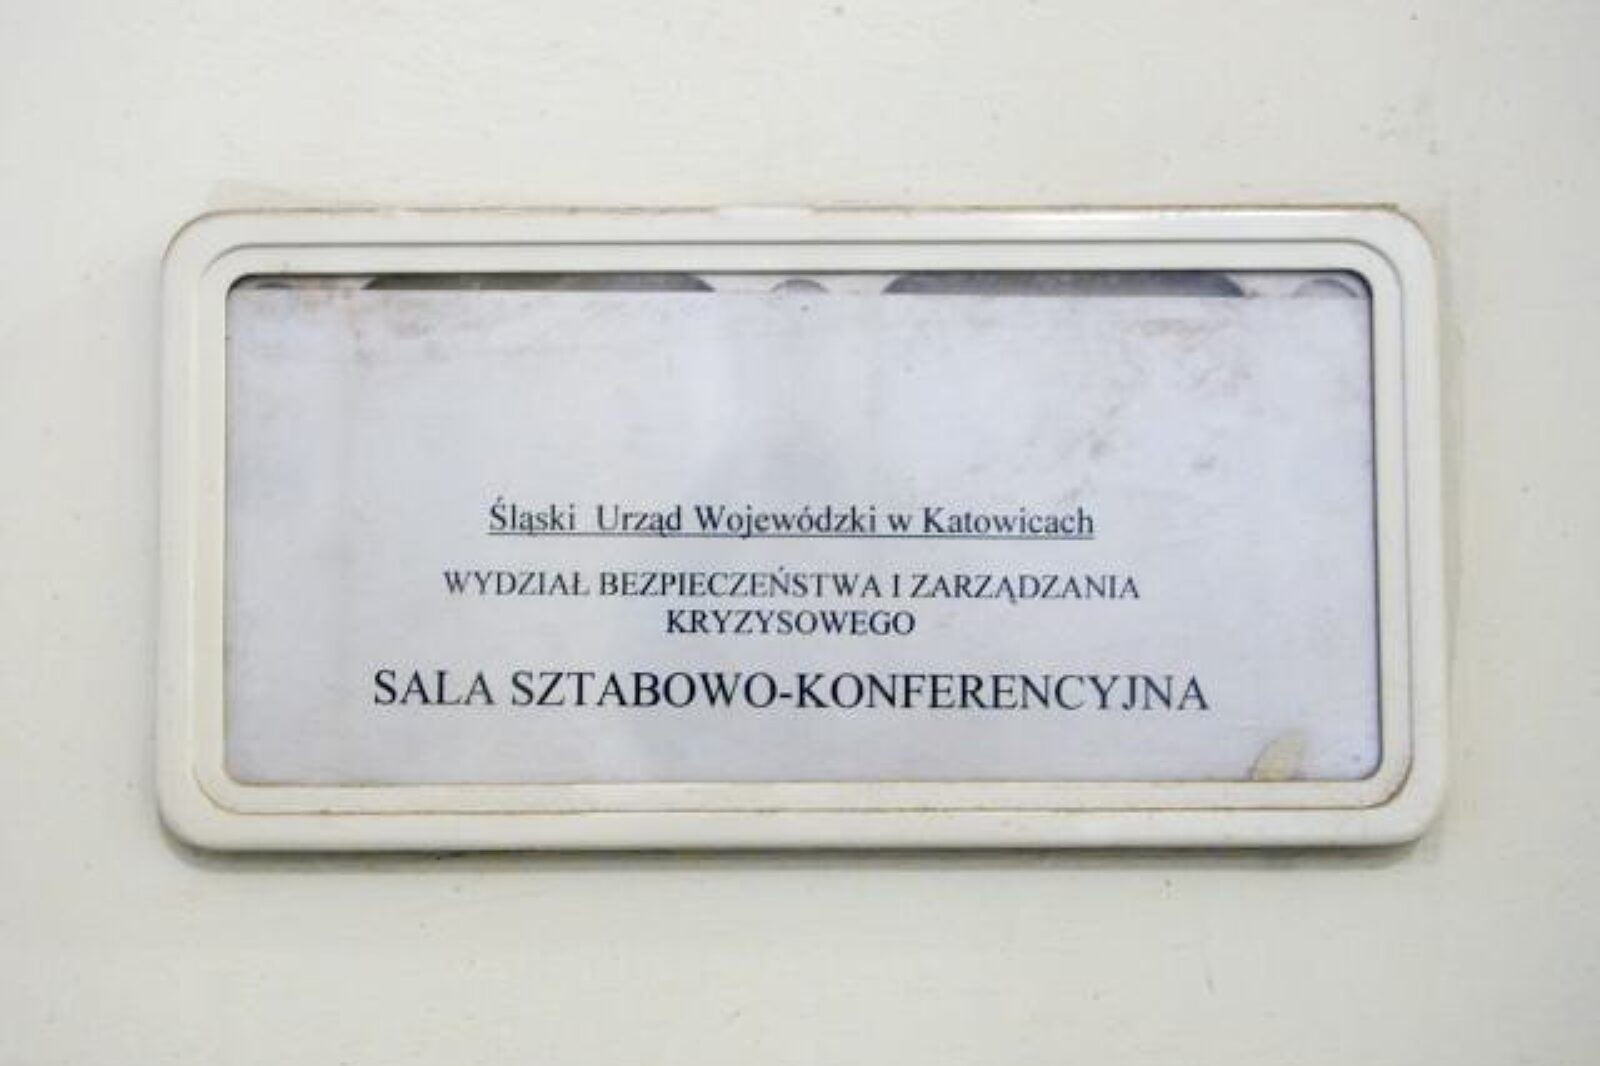 Śląski Urząd Wojewódzki w Katowicach
WYDZIAŁ BEZPIECZEŃSTWA I ZARZĄDZANIA
KRYZYSOWEGO
SALA SZTABOWO-KONFERENCYJNA